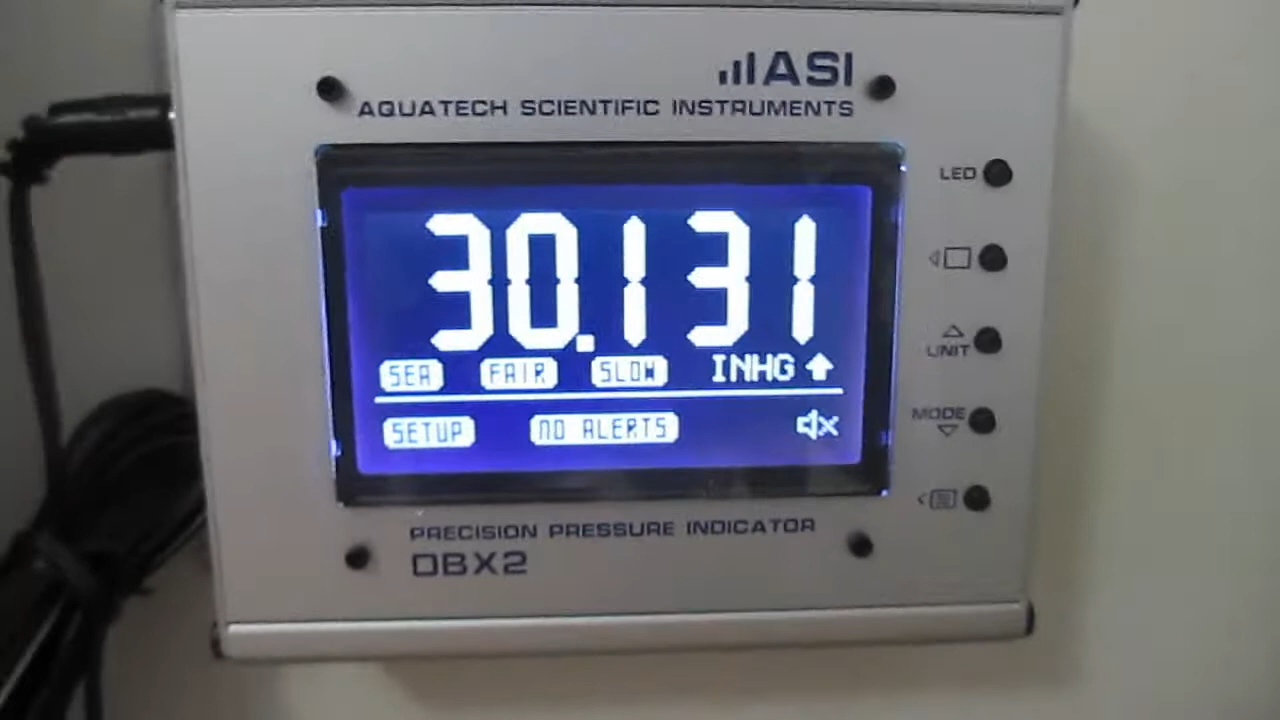 ASI
AQUATECH SCIENTIFIC INSTRUMENTS
LED
30.131
UNIT
SEA FAIR SLOW INHG
MODE
SETUP NO ALERTS
PRECISION PRESSURE INDICATOR
DBX2